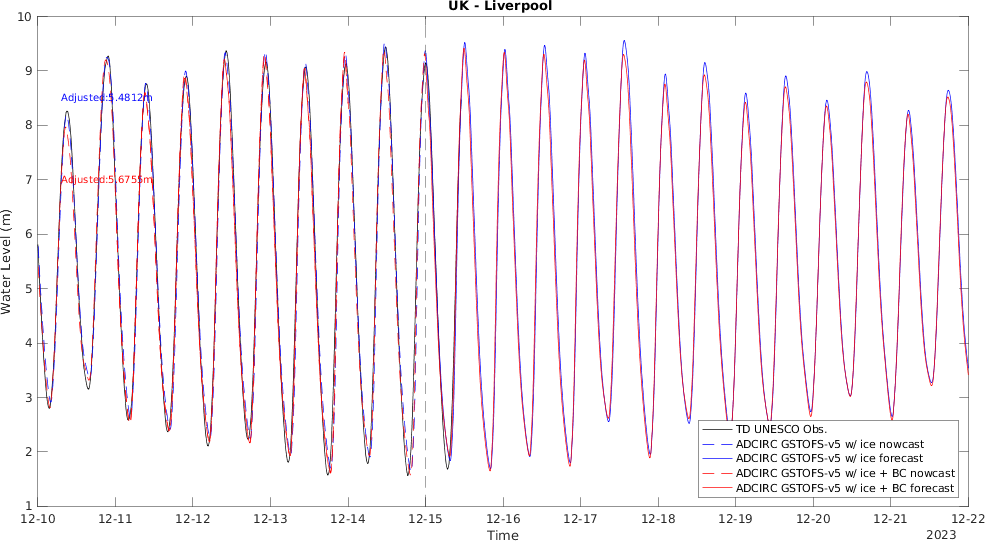 UK - Liverpool
10
9
8
7
6
5
4
3
2
1
Water Level (m)
Adjusted:5.4812m
Adjusted:5.6755m
TD UNESCO Obs.
ADCIRC GSTOFS-v5 w/ ice nowcast
ADCIRC GSTOFS-v5 w/ ice forecast
ADCIRC GSTOFS-v5 w/ ice + BC nowcast
ADCIRC GSTOFS-v5 w/ ice + BC forecast
12-10 12-11 12-12 12-13 12-14 12-15 12-16 12-17 12-18 12-19 12-20 12-21 12-22
Time
2023